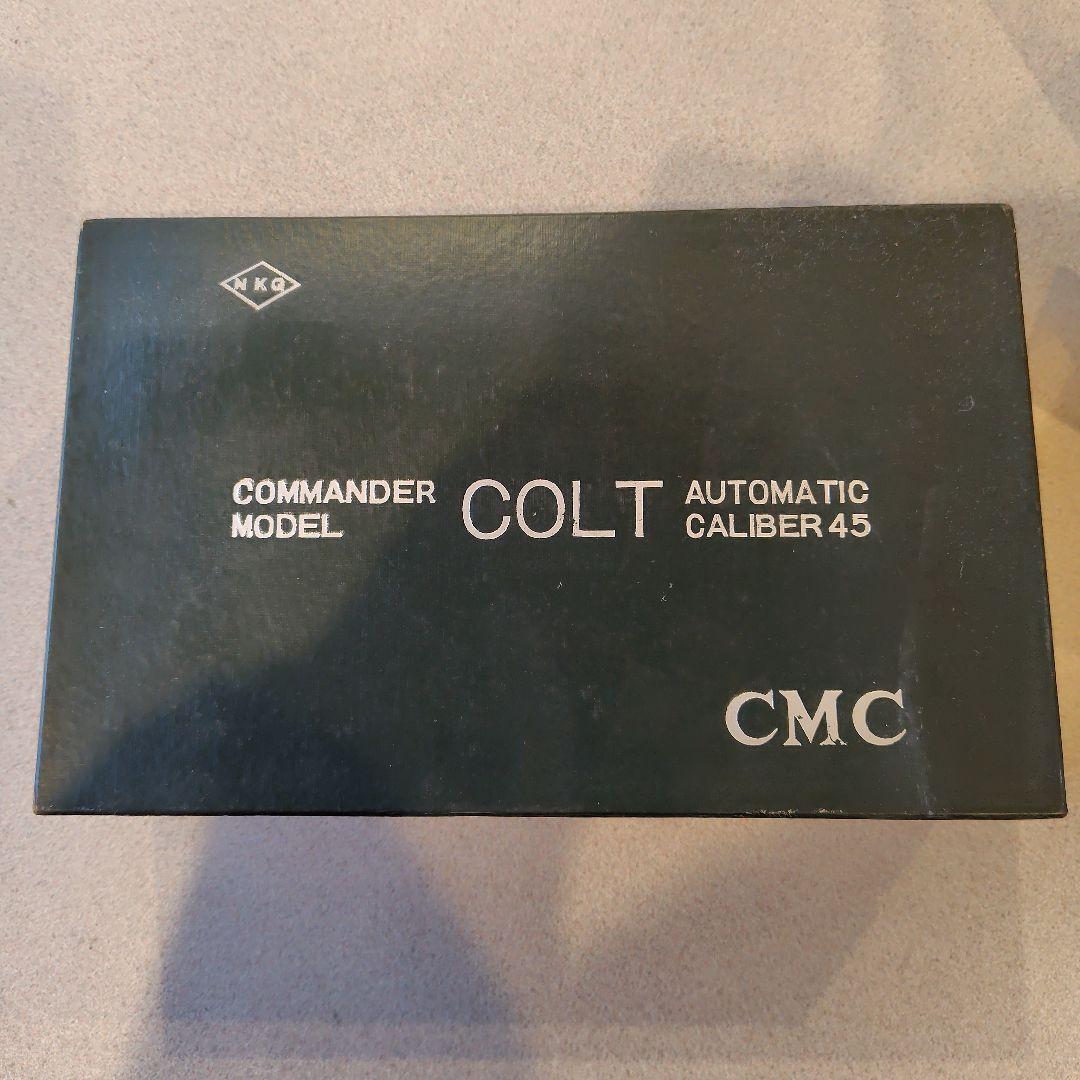 NKG
COMMANDER
MODEL
COLT
AUTOMATIC
CALIBER 45
CMC